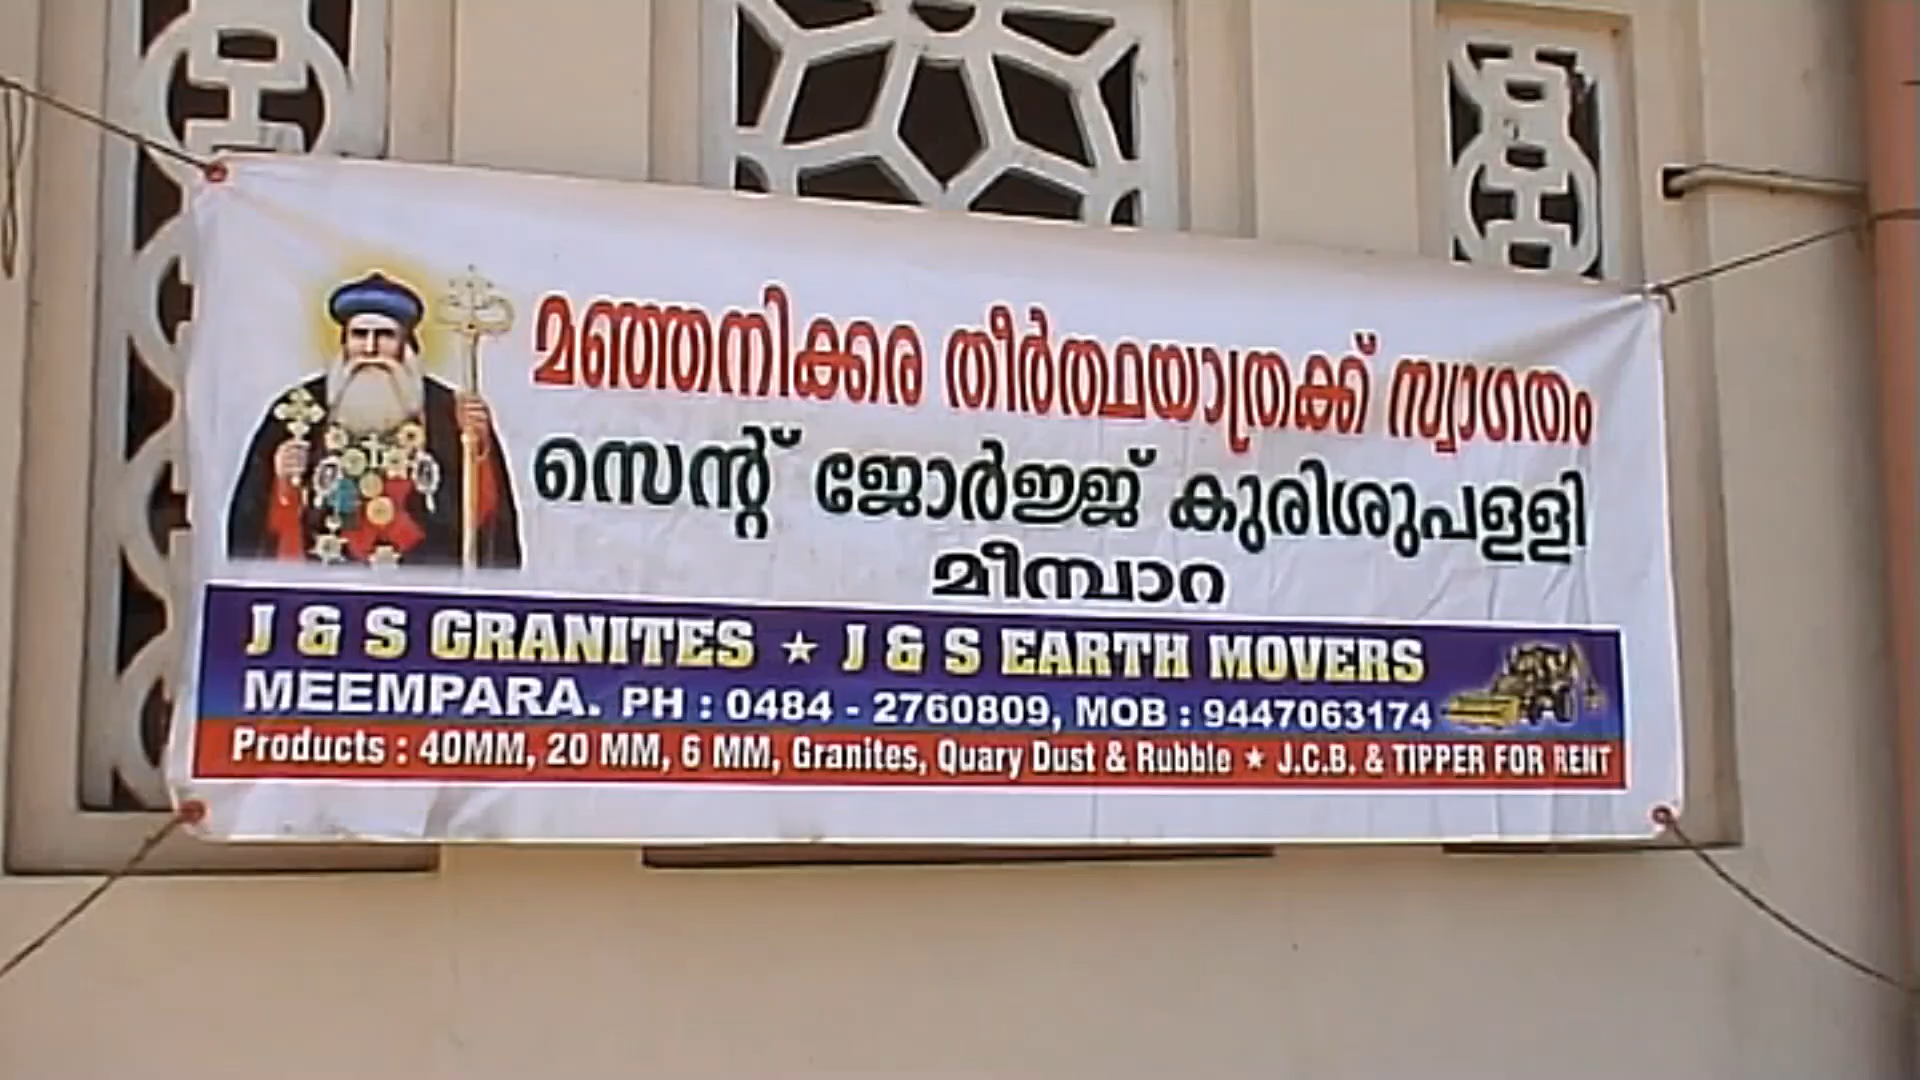 മഞ്ഞനിക്കര തീർത്ഥയാത്രക്ക് സ്വാഗതം
സെന്റ് ജോർജ്ജ് കുരിശുപള്ളി
മീമ്പാറ
J & S GRANITES ★ J & S EARTH MOVERS
MEEMPARA. PH : 0484 - 2760809, MOB : 9447063174
Products : 40MM, 20 MM, 6 MM, Granites, Quary Dust & Rubble ★ J.C.B. & TIPPER FOR RENT